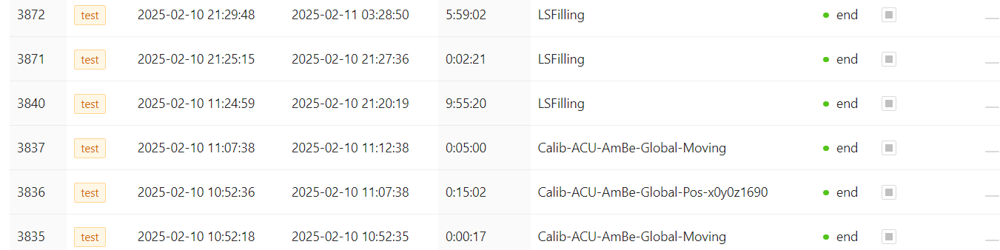 3872 test 2025-02-10 21:29:48 2025-02-11 03:28:50 5:59:02 LSFilling end
3871 test 2025-02-10 21:25:15 2025-02-10 21:27:36 0:02:21 LSFilling end
3840 test 2025-02-10 11:24:59 2025-02-10 21:20:19 9:55:20 LSFilling end
3837 test 2025-02-10 11:07:38 2025-02-10 11:12:38 0:05:00 Calib-ACU-AmBe-Global-Moving end
3836 test 2025-02-10 10:52:36 2025-02-10 11:07:38 0:15:02 Calib-ACU-AmBe-Global-Pos-x0y0z1690 end
3835 test 2025-02-10 10:52:18 2025-02-10 10:52:35 0:00:17 Calib-ACU-AmBe-Global-Moving end